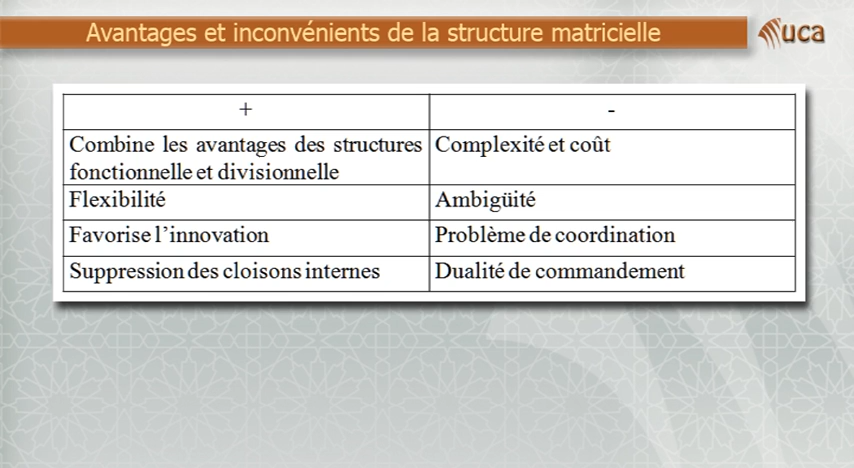 Avantages et inconvénients de la structure matricielle
uca
+ -
Combine les avantages des structures fonctionnelle et divisionnelle Complexité et coût
Flexibilité Ambigüité
Favorise l'innovation Problème de coordination
Suppression des cloisons internes Dualité de commandement